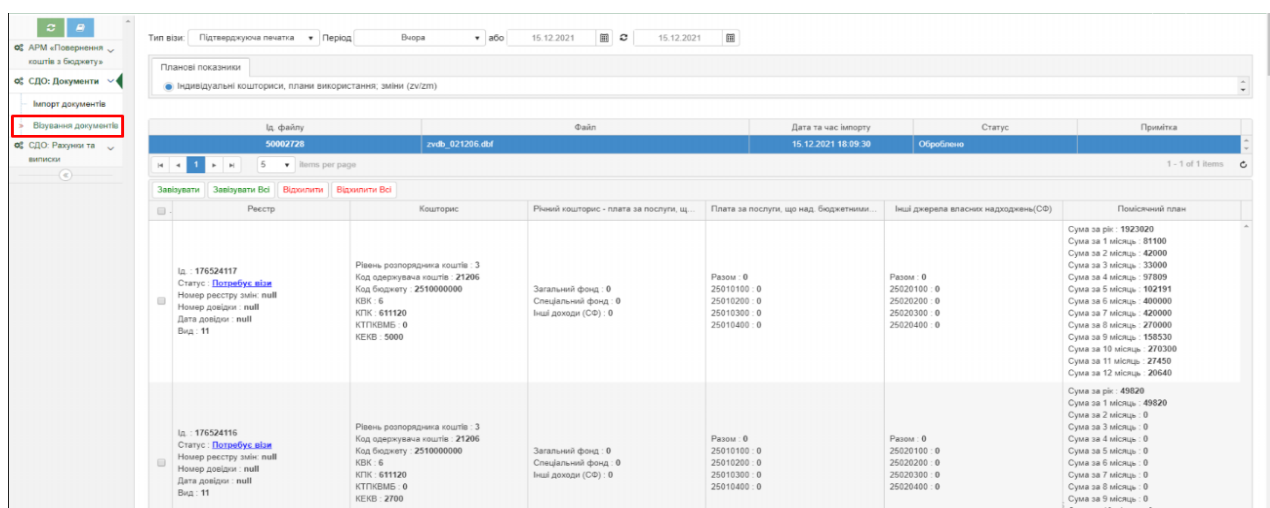 АРМ «Повернення
коштів з бюджету»
СДО: Документи
Імпорт документів
Візування документів
СДО: Рахунки та
виписки
Тип візи: Підтверджуюча печатка Період Вчора або 15.12.2021 15.12.2021
Планові показники
Індивідуальні кошториси, плани використання, зміни (zv/zm)
Ід. файлу Файл Дата та час імпорту Статус Примітка
50002728 zvdb_021206.dbf 15.12.2021 18:09:30 Оброблено
1 5 items per page 1 - 1 of 1 items
Завізувати Завізувати Всі Відхилити Відхилити Всі
Реєстр Кошторис Річний кошторис - плата за послуги, щ... Плата за послуги, що над. бюджетними... Інші джерела власних надходжень(СФ) Помісячний план
Ід. : 176524117
Статус : Потребує візи
Номер реєстру змін: null
Номер довідки : null
Дата довідки : null
Вид : 11
Рівень розпорядника коштів : 3
Код одержувача коштів : 21206
Код бюджету : 2510000000
КВК : 6
КПК : 611120
КТПКВМБ : 0
КЕКВ : 5000
Загальний фонд : 0
Спеціальний фонд : 0
Інші доходи (СФ) : 0
Разом : 0
25010100 : 0
25010200 : 0
25010300 : 0
25010400 : 0
Разом : 0
25020100 : 0
25020200 : 0
25020300 : 0
25020400 : 0
Сума за рік : 1923020
Сума за 1 місяць : 81100
Сума за 2 місяць : 42000
Сума за 3 місяць : 33000
Сума за 4 місяць : 97809
Сума за 5 місяць : 102191
Сума за 6 місяць : 400000
Сума за 7 місяць : 420000
Сума за 8 місяць : 270000
Сума за 9 місяць : 158530
Сума за 10 місяць : 270300
Сума за 11 місяць : 27450
Сума за 12 місяць : 20640
Ід. : 176524116
Статус : Потребує візи
Номер реєстру змін: null
Номер довідки : null
Дата довідки : null
Вид : 11
Рівень розпорядника коштів : 3
Код одержувача коштів : 21206
Код бюджету : 2510000000
КВК : 6
КПК : 611120
КТПКВМБ : 0
КЕКВ : 2700
Загальний фонд : 0
Спеціальний фонд : 0
Інші доходи (СФ) : 0
Разом : 0
25010100 : 0
25010200 : 0
25010300 : 0
25010400 : 0
Разом : 0
25020100 : 0
25020200 : 0
25020300 : 0
25020400 : 0
Сума за рік : 49820
Сума за 1 місяць : 49820
Сума за 2 місяць : 0
Сума за 3 місяць : 0
Сума за 4 місяць : 0
Сума за 5 місяць : 0
Сума за 6 місяць : 0
Сума за 7 місяць : 0
Сума за 8 місяць : 0
Сума за 9 місяць : 0